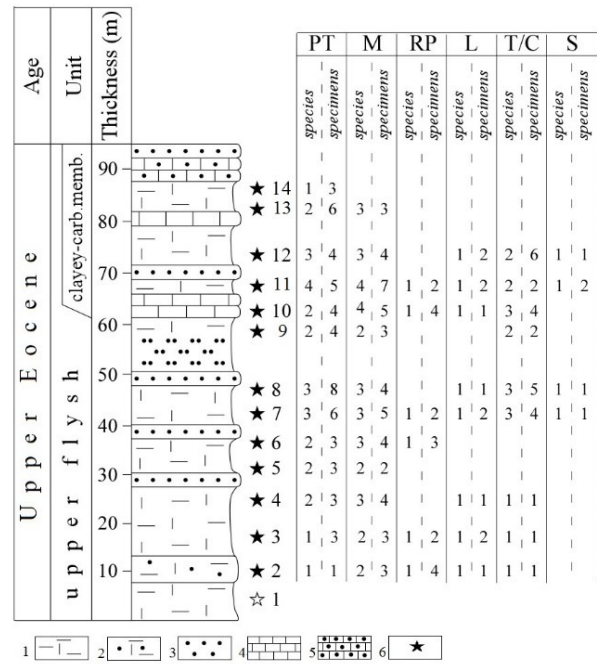 PT M RP L T/C S
Age Unit Thickness (m) species specimens species specimens species specimens species specimens species specimens species specimens
Upper Eocene
upper flysh
clayey-carb.memb.
90
★ 14 1 3
★ 13 2 6 3 3
80
★ 12 3 4 3 4 1 2 2 6 1 1
70
★ 11 4 5 4 7 1 2 1 2 2 2 1 2
★ 10 2 4 4 5 1 4 1 1 3 4
60
★ 9 2 4 2 3 2 2
50
★ 8 3 8 3 4 1 1 3 5 1 1
★ 7 3 6 3 5 1 2 1 2 3 4 1 1
40
★ 6 2 3 3 4 1 3
★ 5 2 3 2 2
30
★ 4 2 3 3 4 1 1 1 1
20
★ 3 1 3 2 3 1 2 1 2 1 1
10
★ 2 1 1 2 3 1 4 1 1 1 1
☆ 1
1 2 3 4 5 6 ★